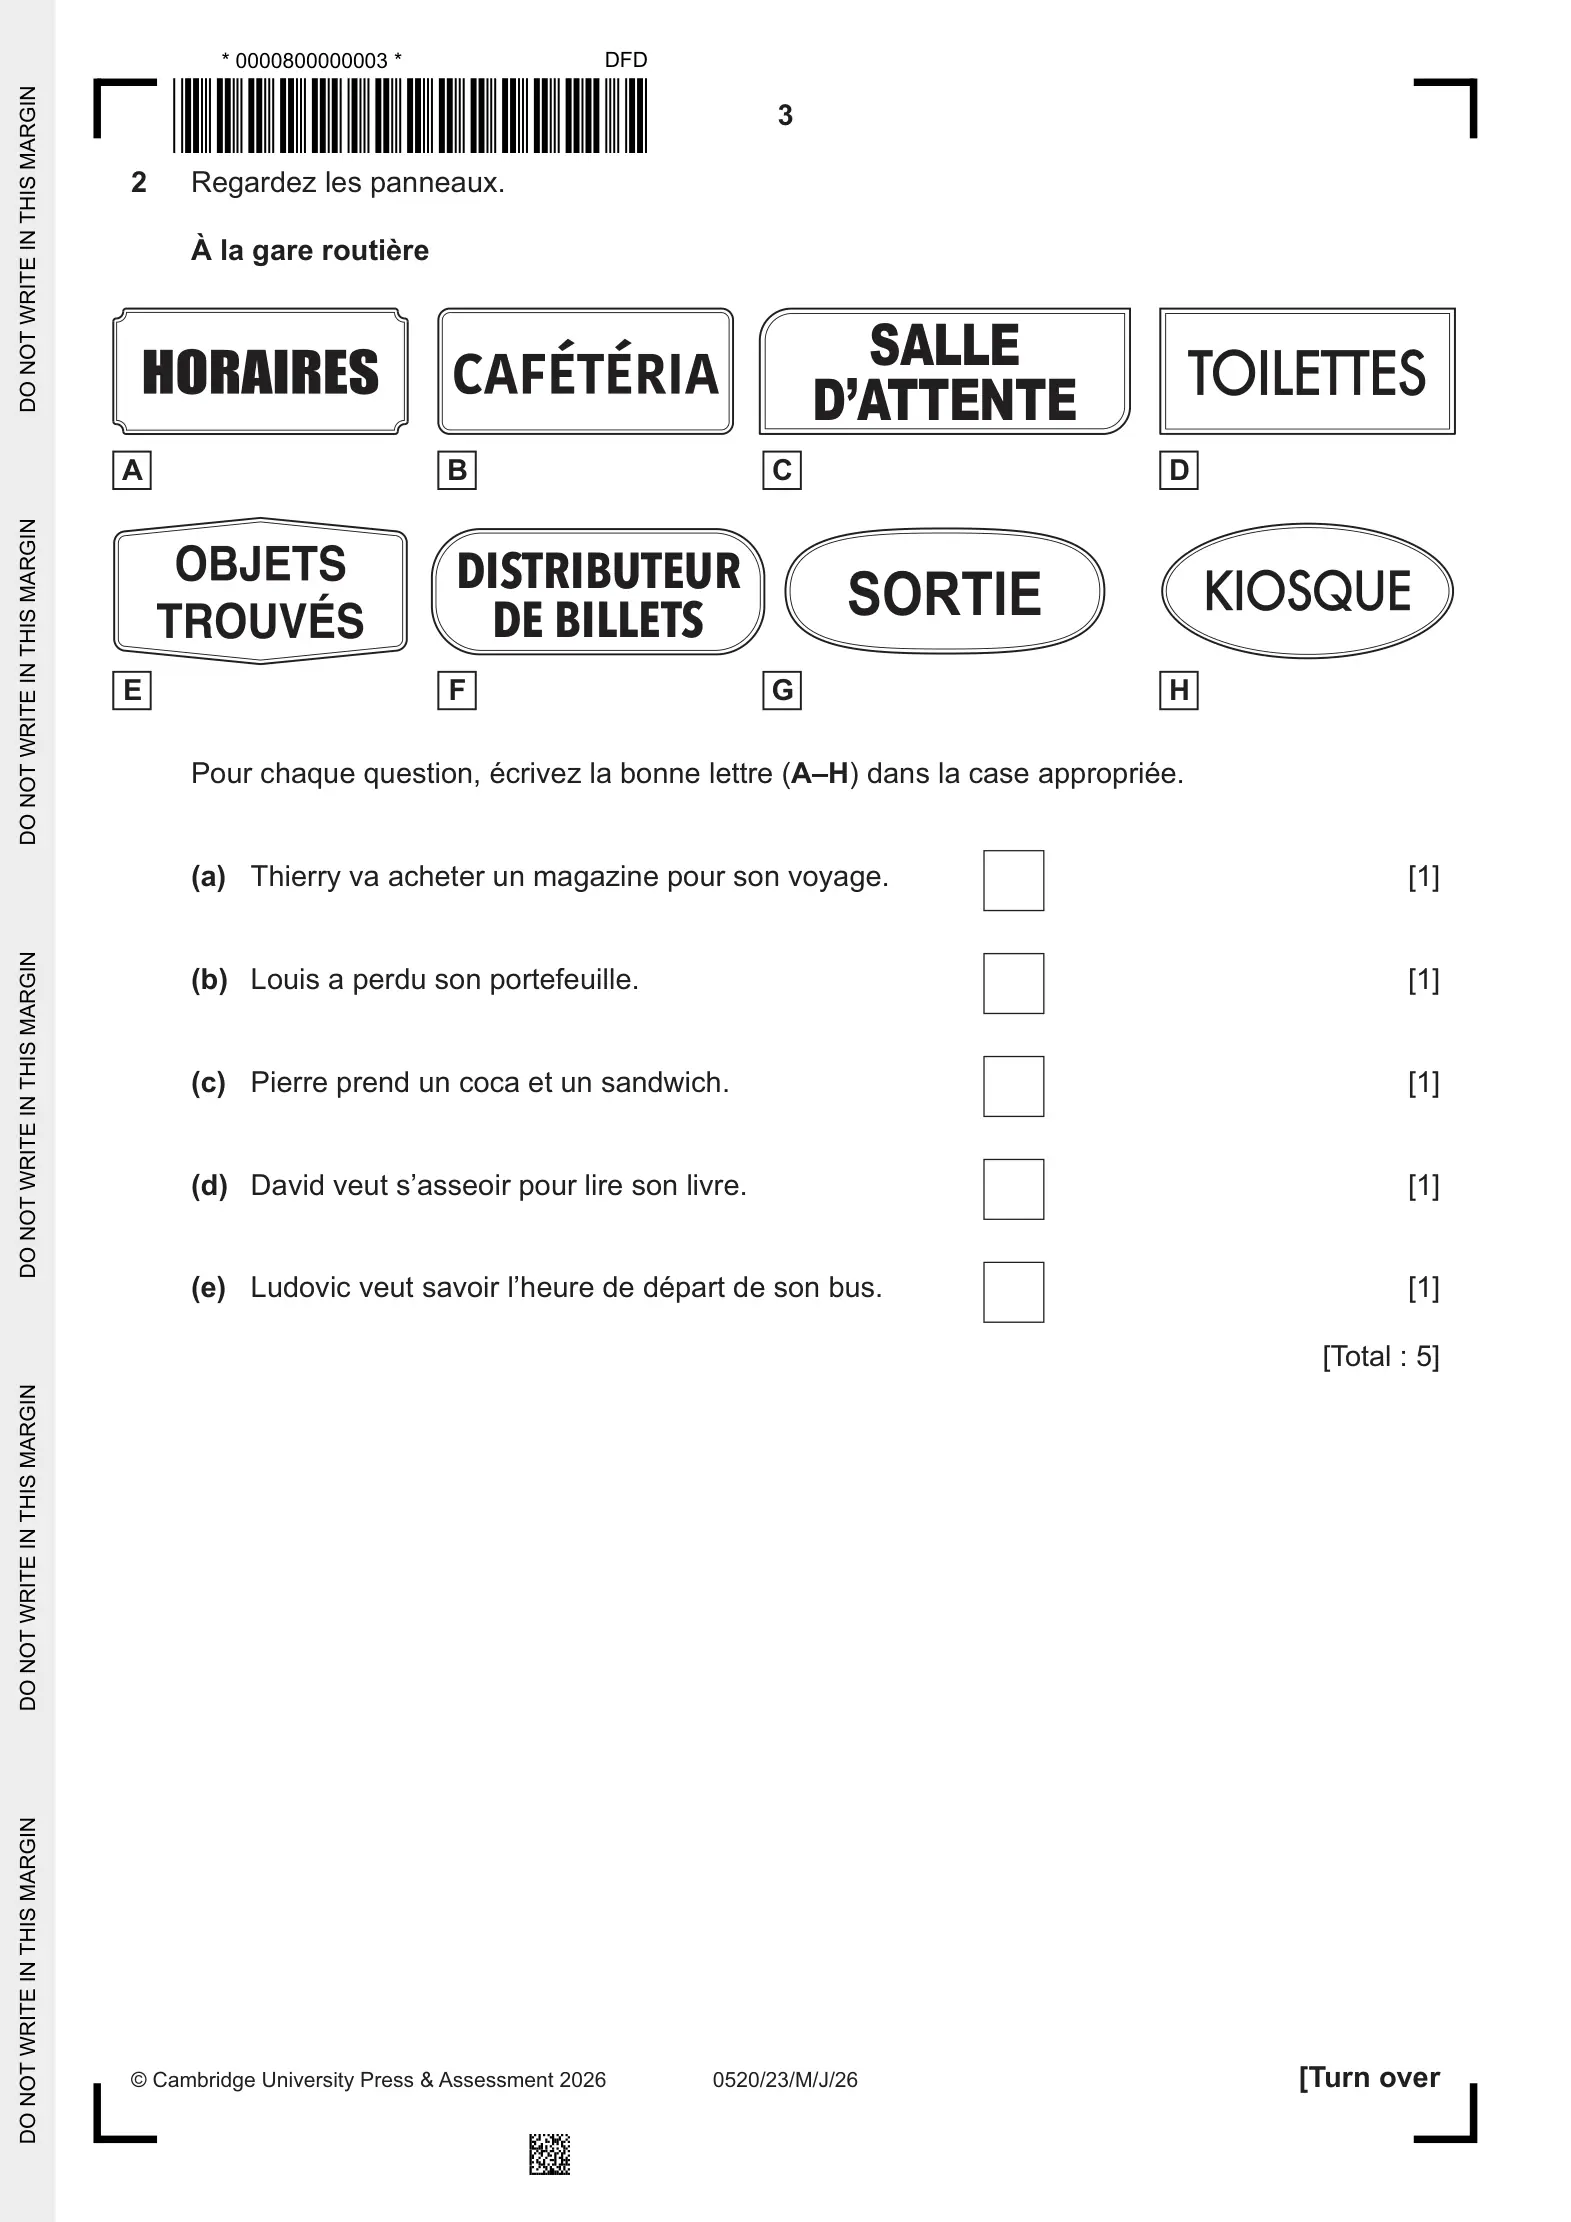 * 0000800000003 *
DFD
3
2 Regardez les panneaux.
À la gare routière
HORAIRES
CAFÉTÉRIA
SALLE
D’ATTENTE
TOILETTES
A
B
C
D
OBJETS
TROUVÉS
DISTRIBUTEUR
DE BILLETS
SORTIE
KIOSQUE
E
F
G
H
Pour chaque question, écrivez la bonne lettre (A–H) dans la case appropriée.
(a) Thierry va acheter un magazine pour son voyage. [1]
(b) Louis a perdu son portefeuille. [1]
(c) Pierre prend un coca et un sandwich. [1]
(d) David veut s’asseoir pour lire son livre. [1]
(e) Ludovic veut savoir l’heure de départ de son bus. [1]
[Total : 5]
© Cambridge University Press & Assessment 2026
0520/23/M/J/26
[Turn over
DO NOT WRITE IN THIS MARGIN
DO NOT WRITE IN THIS MARGIN
DO NOT WRITE IN THIS MARGIN
DO NOT WRITE IN THIS MARGIN
DO NOT WRITE IN THIS MARGIN